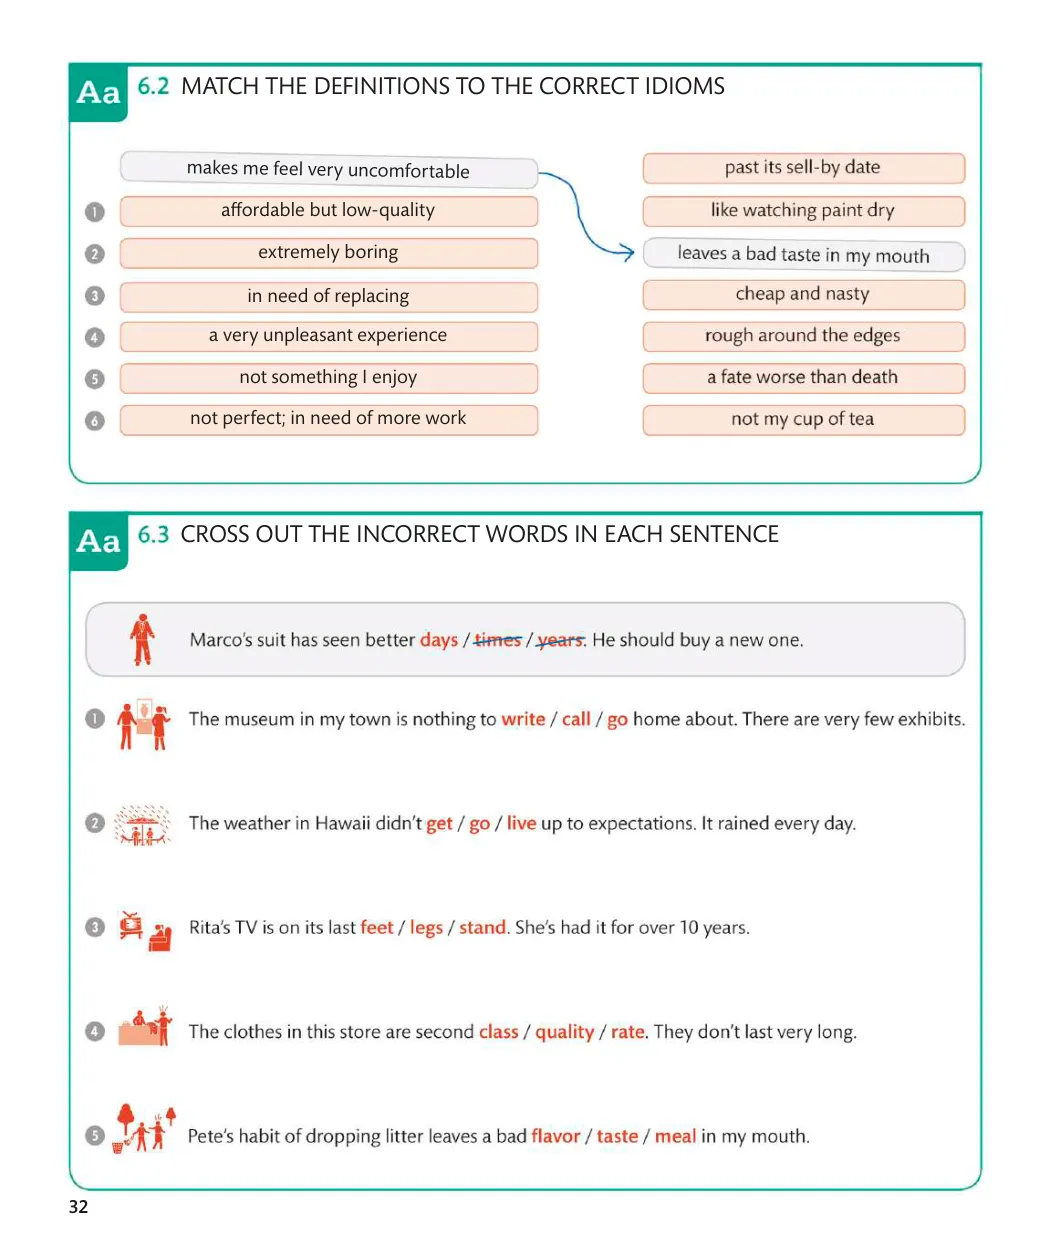 Aa 6.2 MATCH THE DEFINITIONS TO THE CORRECT IDIOMS
makes me feel very uncomfortable
1 affordable but low-quality
2 extremely boring
3 in need of replacing
4 a very unpleasant experience
5 not something I enjoy
6 not perfect; in need of more work
past its sell-by date
like watching paint dry
leaves a bad taste in my mouth
cheap and nasty
rough around the edges
a fate worse than death
not my cup of tea
Aa 6.3 CROSS OUT THE INCORRECT WORDS IN EACH SENTENCE
Marco's suit has seen better days / times / years. He should buy a new one.
1 The museum in my town is nothing to write / call / go home about. There are very few exhibits.
2 The weather in Hawaii didn't get / go / live up to expectations. It rained every day.
3 Rita's TV is on its last feet / legs / stand. She's had it for over 10 years.
4 The clothes in this store are second class / quality / rate. They don't last very long.
5 Pete's habit of dropping litter leaves a bad flavor / taste / meal in my mouth.
32